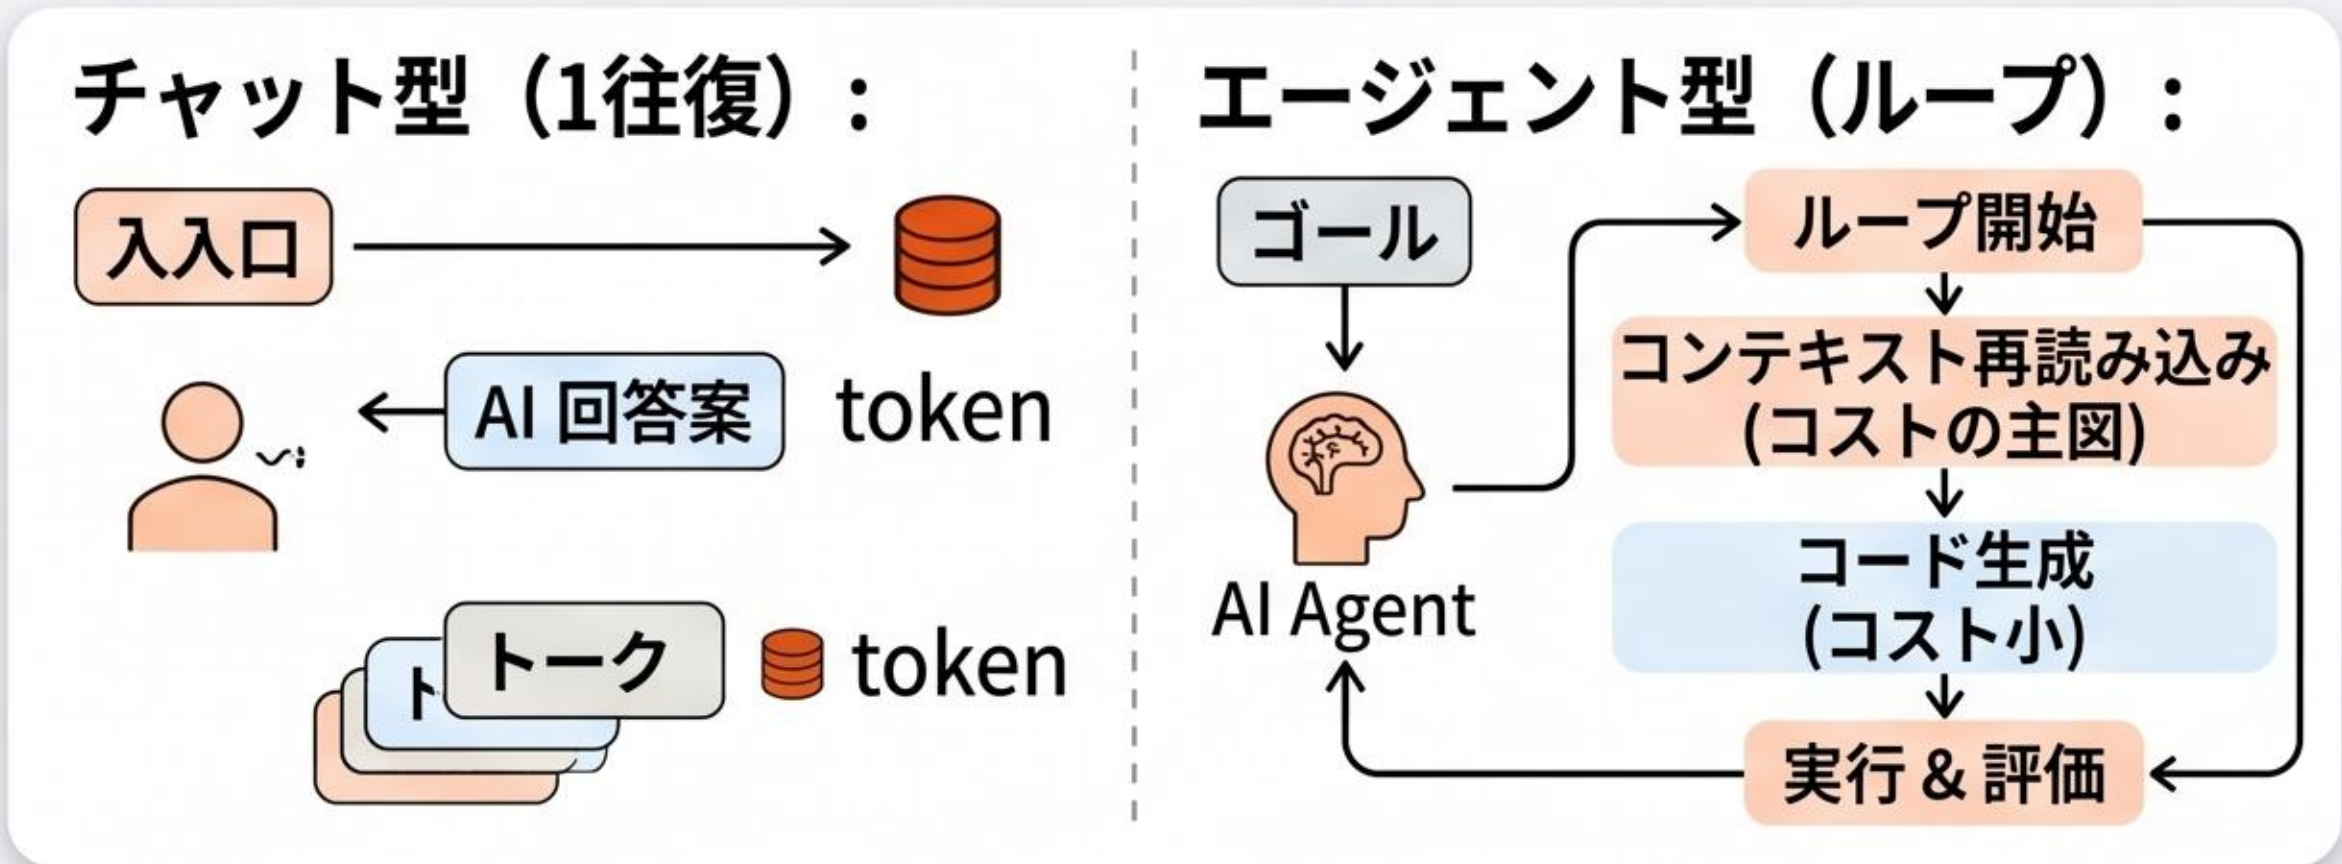 チャット型（1往復）:
入入口
AI 回答案
token
ト
トーク
token
エージェント型（ループ）:
ゴール
AI Agent
ループ開始
コンテキスト再読み込み
(コストの主図)
コード生成
(コスト小)
実行 & 評価